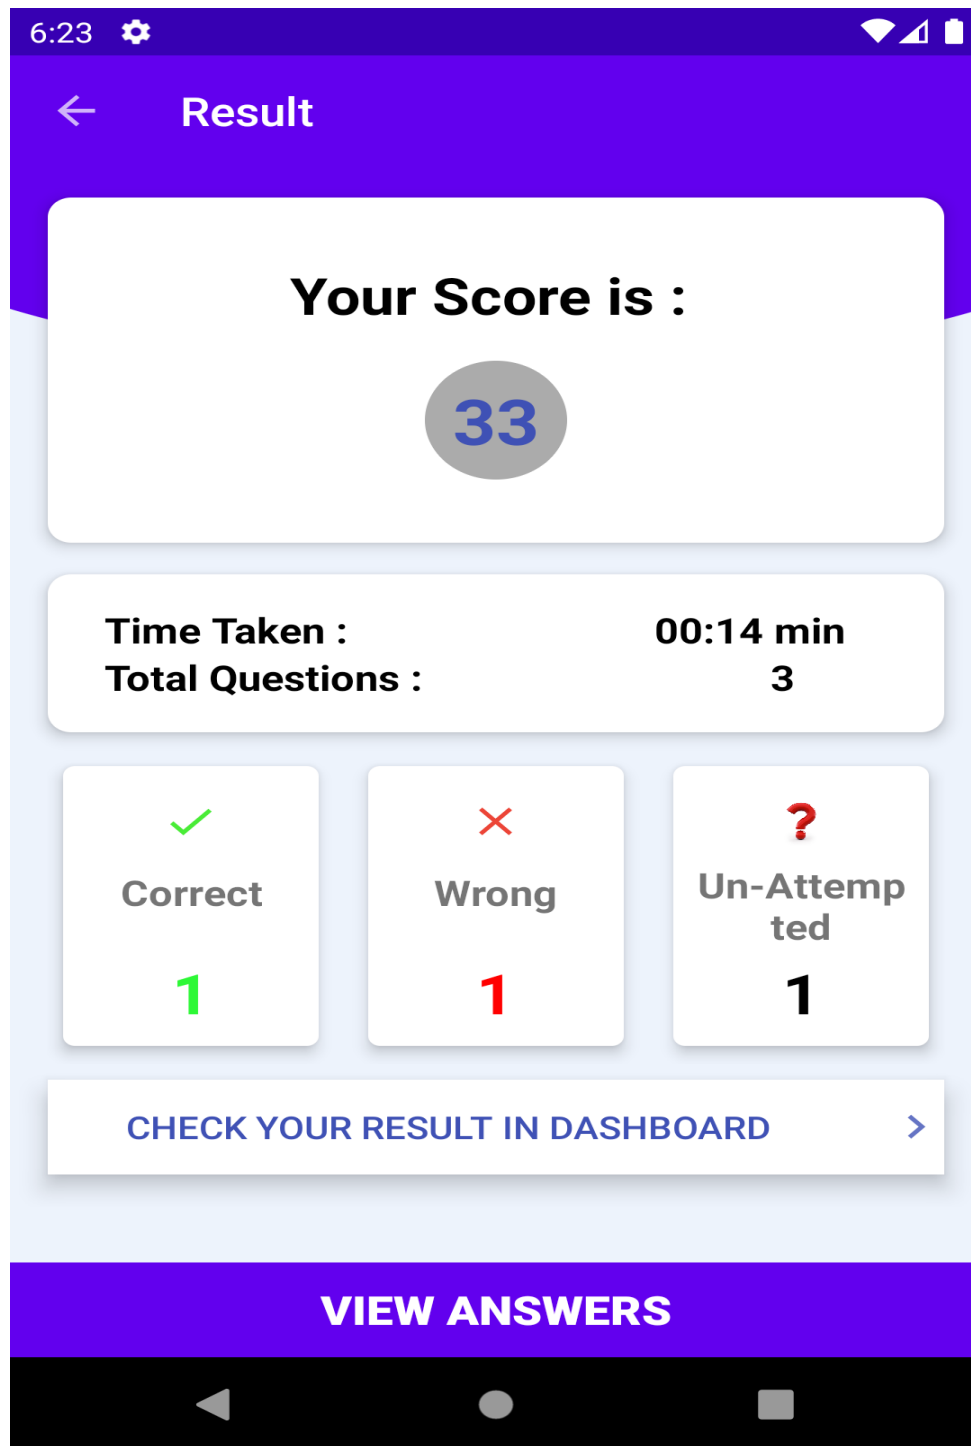 6:23
Result
Your Score is :
33
Time Taken : 00:14 min
Total Questions : 3
Correct
1
Wrong
1
Un-Attemp
ted
1
CHECK YOUR RESULT IN DASHBOARD
VIEW ANSWERS